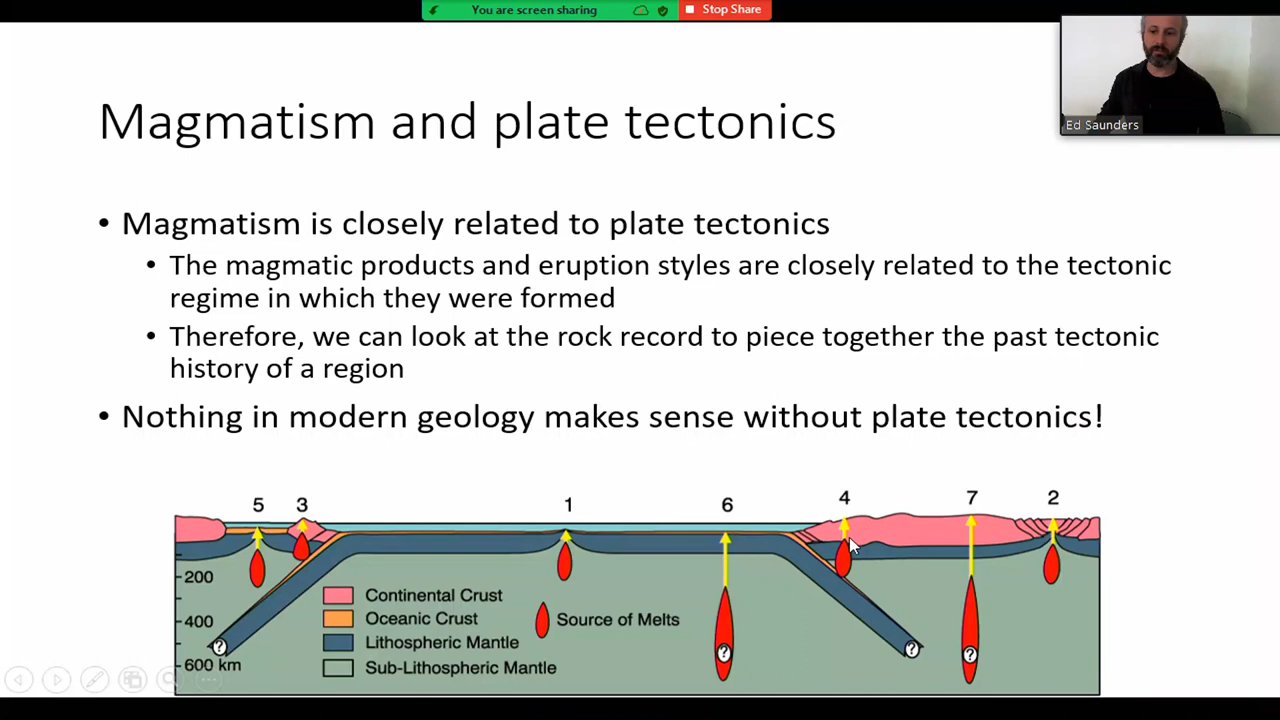 You are screen sharing
Stop Share
Ed Saunders
Magmatism and plate tectonics
• Magmatism is closely related to plate tectonics
• The magmatic products and eruption styles are closely related to the tectonic
regime in which they were formed
• Therefore, we can look at the rock record to piece together the past tectonic
history of a region
• Nothing in modern geology makes sense without plate tectonics!
5 3 1 6 4 7 2
200
400
600 km
Continental Crust
Oceanic Crust
Lithospheric Mantle
Sub-Lithospheric Mantle
Source of Melts
? ? ? ?